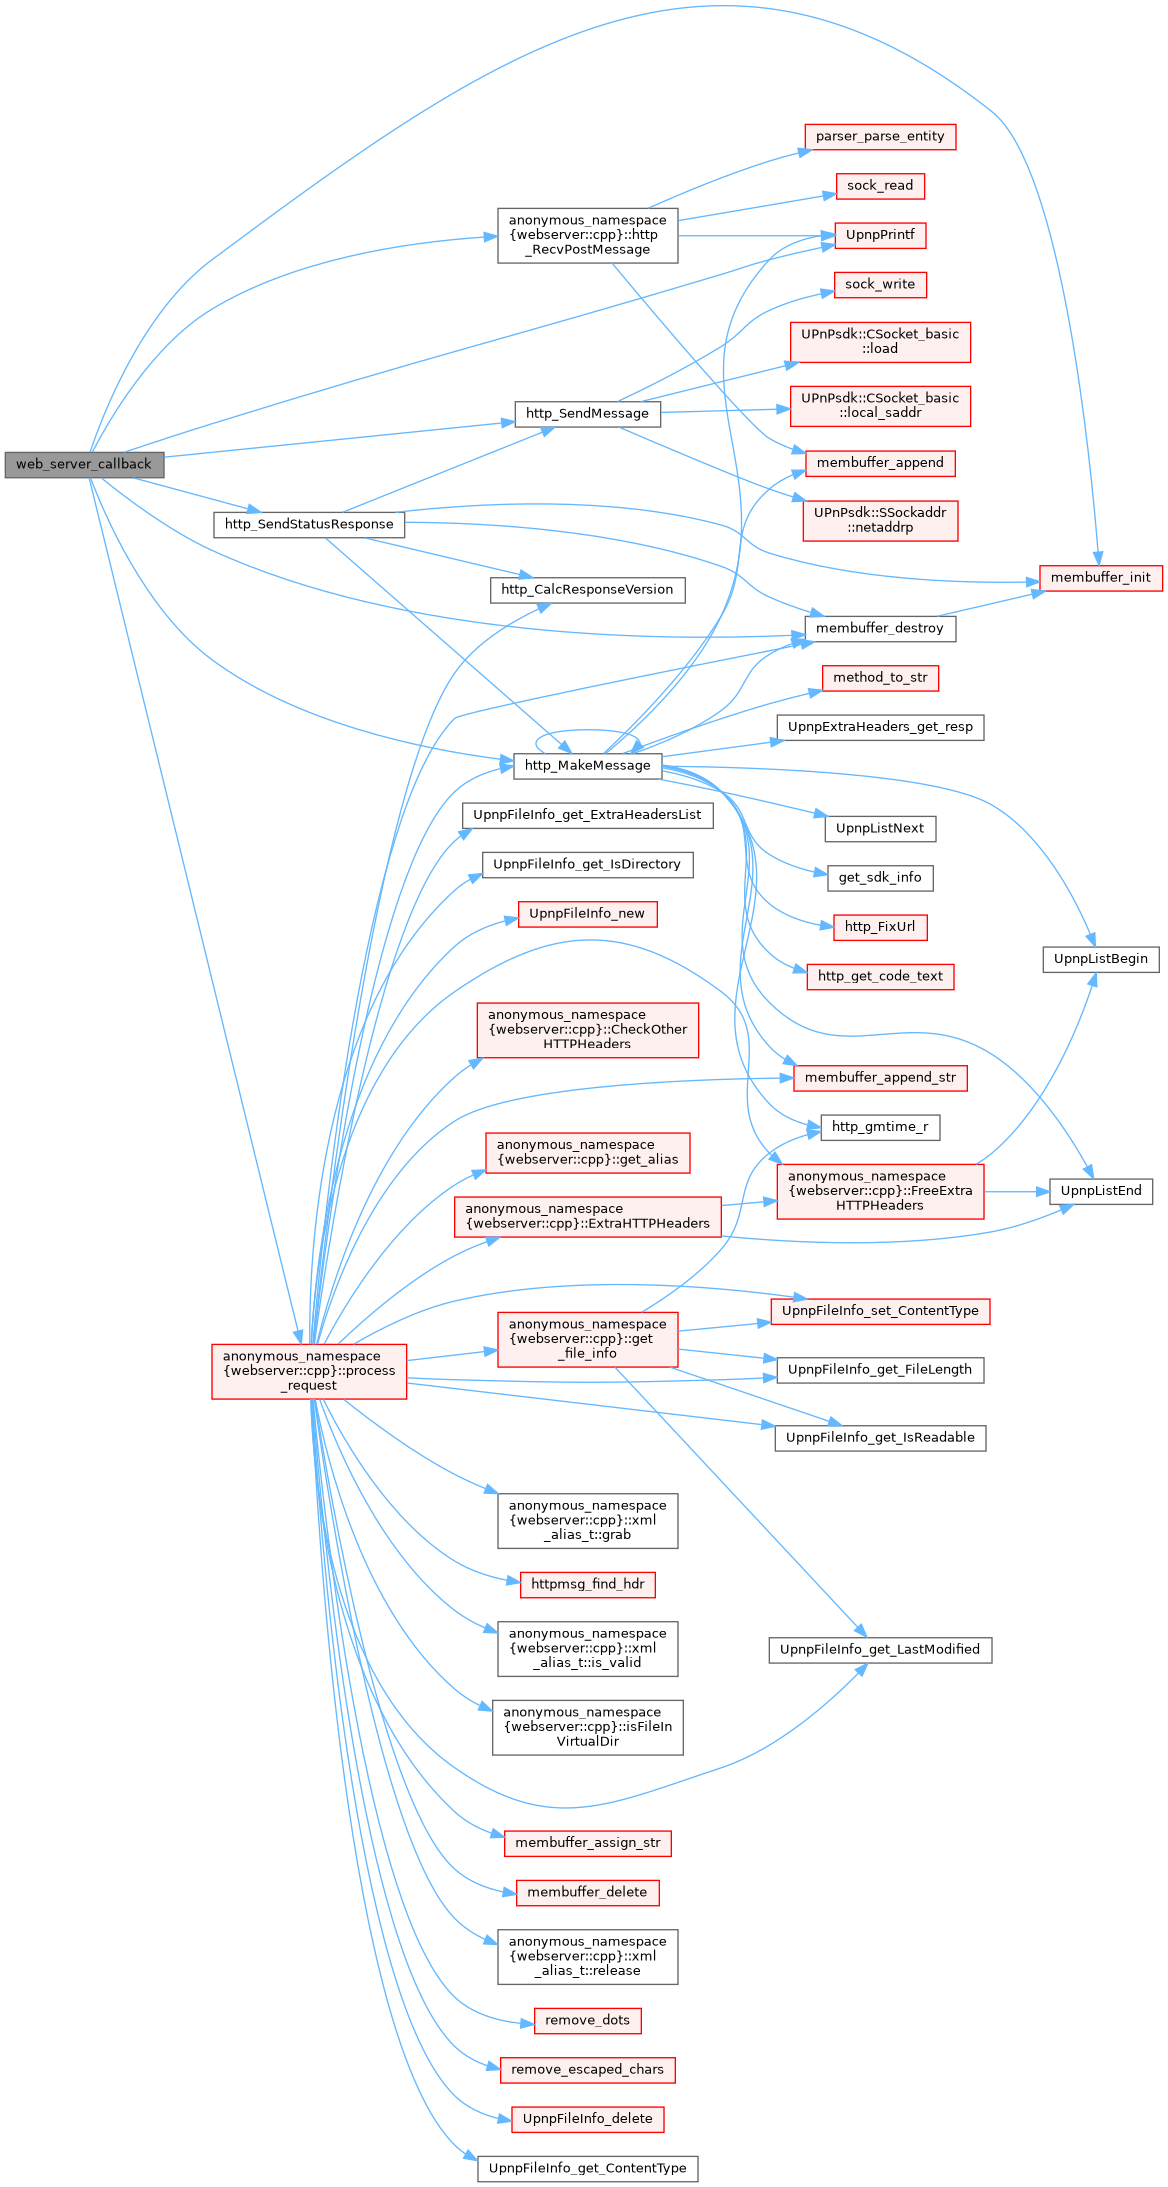 web_server_callback
anonymous_namespace
{webserver::cpp}::http
_RecvPostMessage
parser_parse_entity
sock_read
UpnpPrintf
sock_write
UPnPsdk::CSocket_basic
::load
http_SendMessage
UPnPsdk::CSocket_basic
::local_saddr
membuffer_append
UPnPsdk::SSockaddr
::netaddrp
http_SendStatusResponse
membuffer_init
http_CalcResponseVersion
membuffer_destroy
method_to_str
UpnpExtraHeaders_get_resp
http_MakeMessage
UpnpFileInfo_get_ExtraHeadersList
UpnpListNext
UpnpFileInfo_get_IsDirectory
get_sdk_info
UpnpFileInfo_new
http_FixUrl
UpnpListBegin
http_get_code_text
anonymous_namespace
{webserver::cpp}::CheckOther
HTTPHeaders
membuffer_append_str
http_gmtime_r
anonymous_namespace
{webserver::cpp}::get_alias
anonymous_namespace
{webserver::cpp}::FreeExtra
HTTPHeaders
UpnpListEnd
anonymous_namespace
{webserver::cpp}::ExtraHTTPHeaders
UpnpFileInfo_set_ContentType
anonymous_namespace
{webserver::cpp}::get
_file_info
anonymous_namespace
{webserver::cpp}::process
_request
UpnpFileInfo_get_FileLength
UpnpFileInfo_get_IsReadable
anonymous_namespace
{webserver::cpp}::xml
_alias_t::grab
httpmsg_find_hdr
anonymous_namespace
{webserver::cpp}::xml
_alias_t::is_valid
UpnpFileInfo_get_LastModified
anonymous_namespace
{webserver::cpp}::isFileIn
VirtualDir
membuffer_assign_str
membuffer_delete
anonymous_namespace
{webserver::cpp}::xml
_alias_t::release
remove_dots
remove_escaped_chars
UpnpFileInfo_delete
UpnpFileInfo_get_ContentType